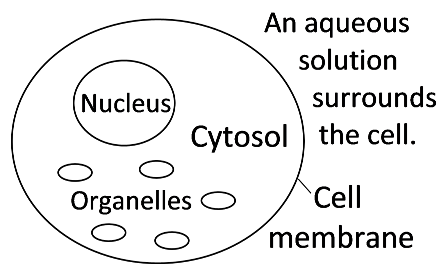 An aqueous
solution
surrounds
the cell.
Nucleus
Cytosol
Organelles
Cell
membrane